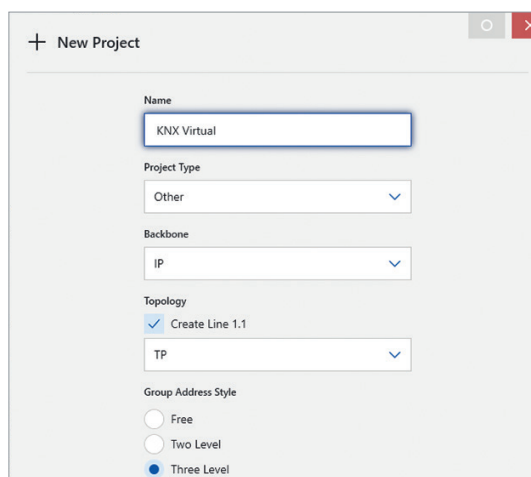 New Project
Name
KNX Virtual
Project Type
Other
Backbone
IP
Topology
Create Line 1.1
TP
Group Address Style
Free
Two Level
Three Level